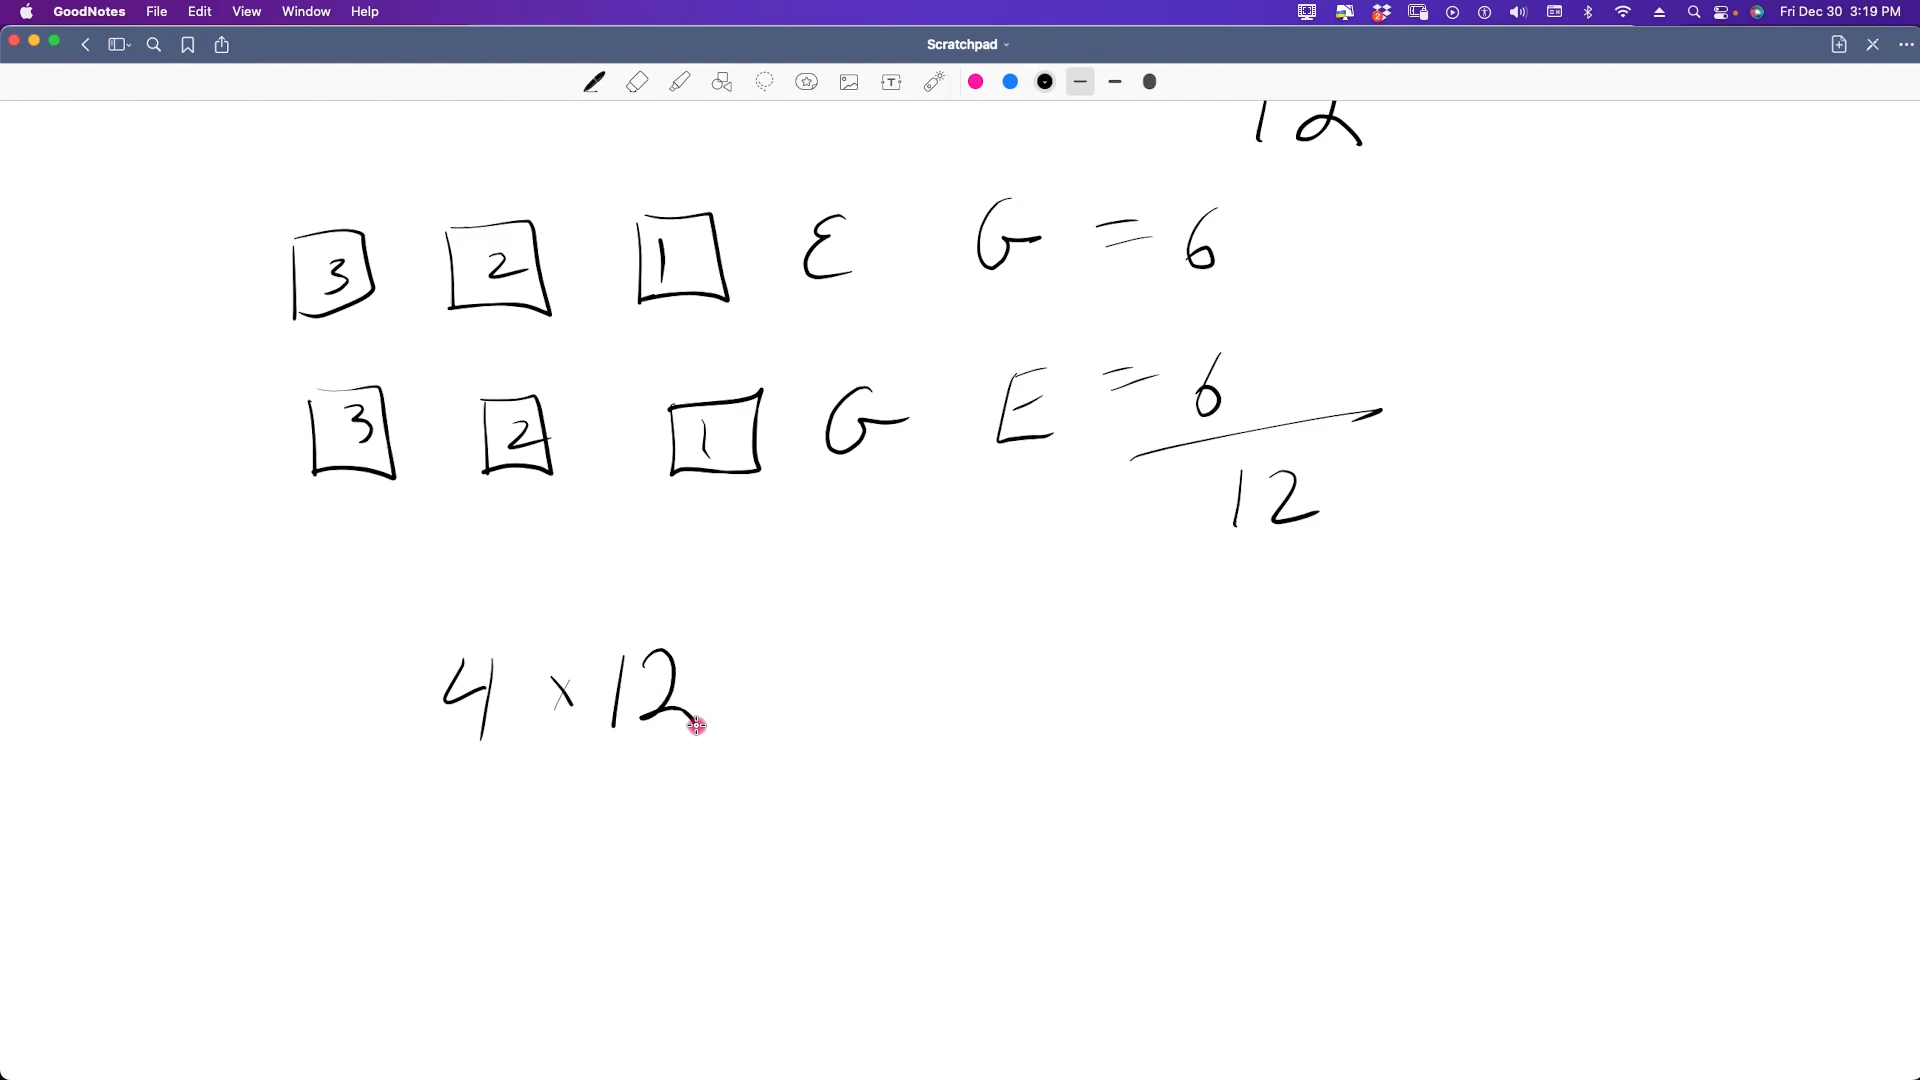 GoodNotes File Edit View Window Help 2 Fri Dec 30 3:19 PM
Scratchpad
T
12
3 2 1 E G = 6
3 2 1 G E = 6
12
4 x 12